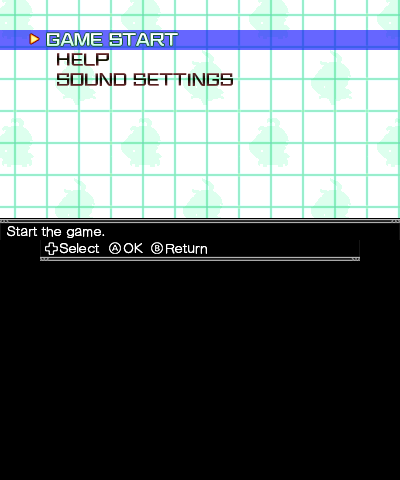 GAME START
HELP
SOUND SETTINGS
Start the game.
Select Ⓐ OK Ⓑ Return